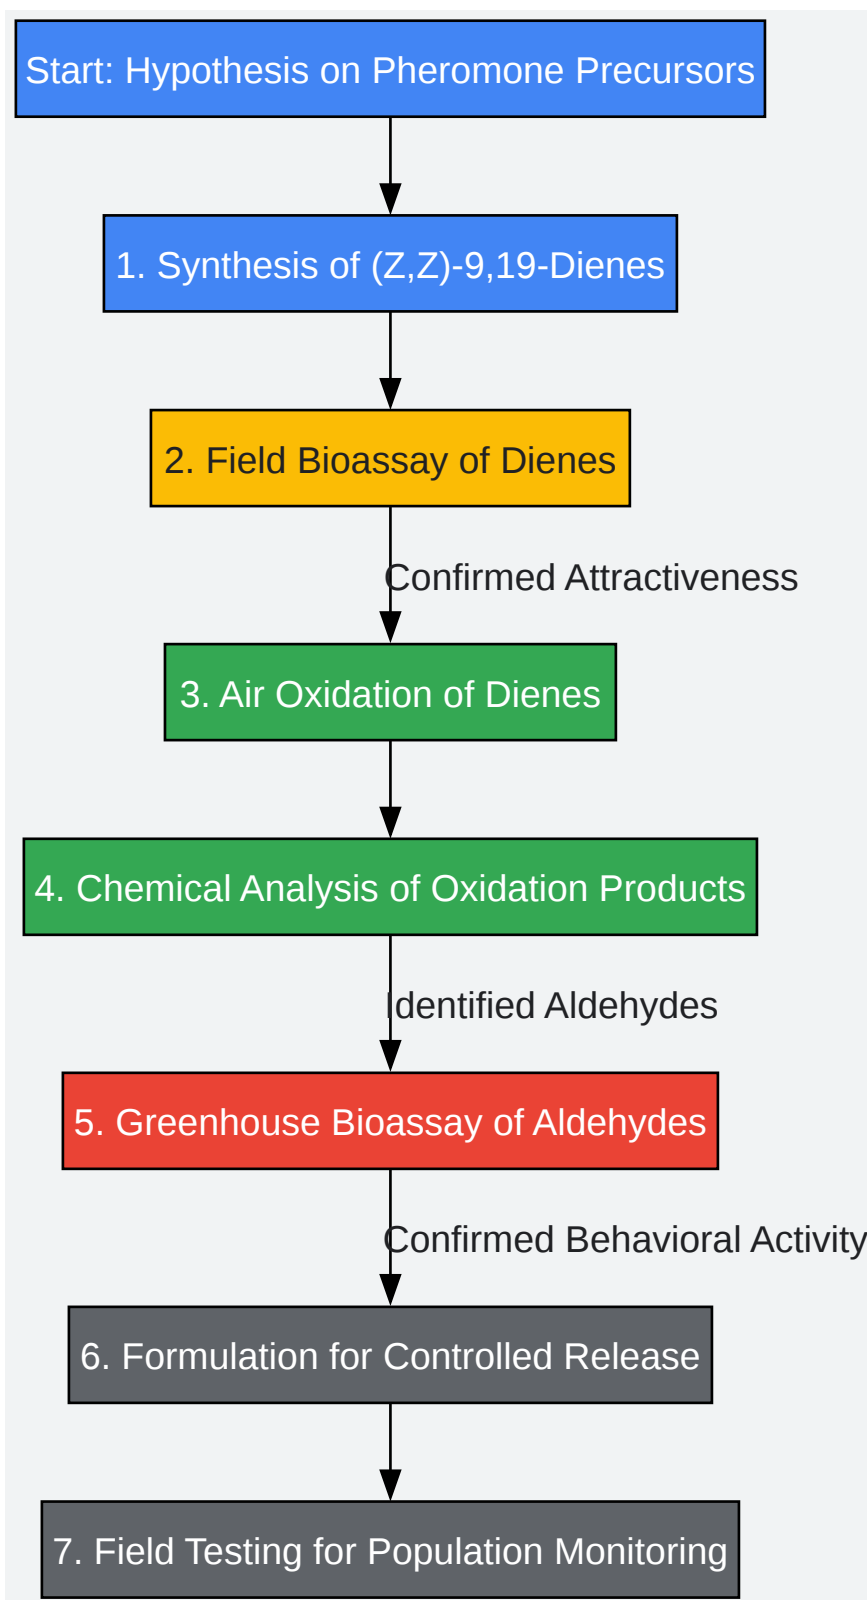 Start: Hypothesis on Pheromone Precursors
1. Synthesis of (Z,Z)-9,19-Dienes
2. Field Bioassay of Dienes
Confirmed Attractiveness
3. Air Oxidation of Dienes
4. Chemical Analysis of Oxidation Products
Identified Aldehydes
5. Greenhouse Bioassay of Aldehydes
Confirmed Behavioral Activity
6. Formulation for Controlled Release
7. Field Testing for Population Monitoring